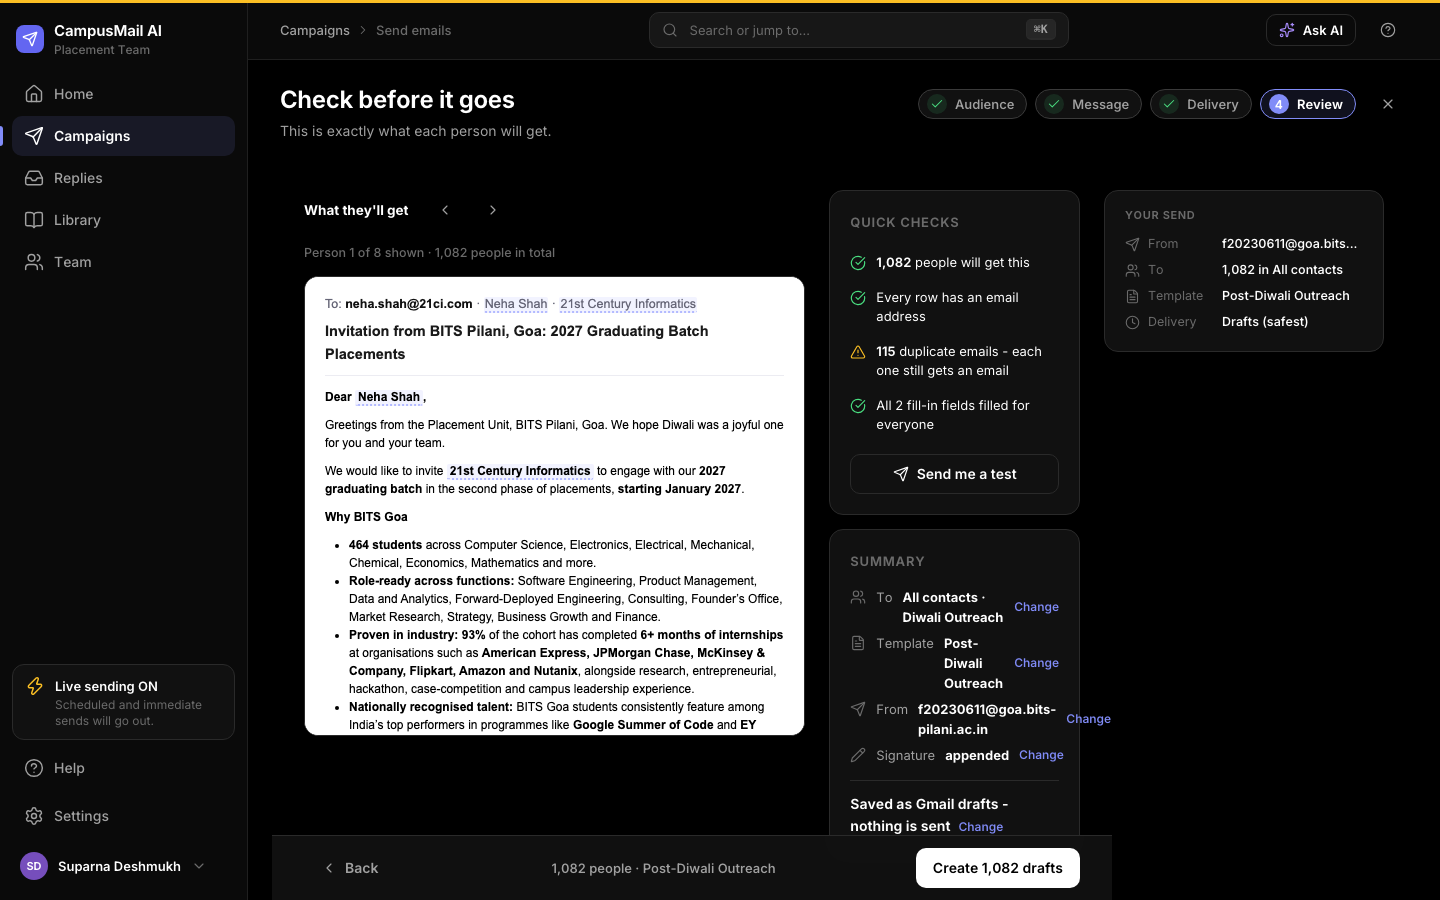 CampusMail AI
Placement Team
Home
Campaigns
Replies
Library
Team
Live sending ON
Scheduled and immediate
sends will go out.
Help
Settings
SD
Suparna Deshmukh
Campaigns > Send emails
Search or jump to...
⌘K
Ask AI
Check before it goes
This is exactly what each person will get.
Audience
Message
Delivery
4 Review
What they'll get
Person 1 of 8 shown · 1,082 people in total
To: neha.shah@21ci.com · Neha Shah · 21st Century Informatics
Invitation from BITS Pilani, Goa: 2027 Graduating Batch
Placements
Dear Neha Shah,
Greetings from the Placement Unit, BITS Pilani, Goa. We hope Diwali was a joyful one
for you and your team.
We would like to invite 21st Century Informatics to engage with our 2027
graduating batch in the second phase of placements, starting January 2027.
Why BITS Goa
• 464 students across Computer Science, Electronics, Electrical, Mechanical,
Chemical, Economics, Mathematics and more.
• Role-ready across functions: Software Engineering, Product Management,
Data and Analytics, Forward-Deployed Engineering, Consulting, Founder's Office,
Market Research, Strategy, Business Growth and Finance.
• Proven in industry: 93% of the cohort has completed 6+ months of internships
at organisations such as American Express, JPMorgan Chase, McKinsey &
Company, Flipkart, Amazon and Nutanix, alongside research, entrepreneurial,
hackathon, case-competition and campus leadership experience.
• Nationally recognised talent: BITS Goa students consistently feature among
India's top performers in programmes like Google Summer of Code and EY
QUICK CHECKS
1,082 people will get this
Every row has an email
address
115 duplicate emails - each
one still gets an email
All 2 fill-in fields filled for
everyone
Send me a test
SUMMARY
To All contacts ·
Diwali Outreach
Change
Template Post-
Diwali
Outreach
Change
From f20230611@goa.bits-
pilani.ac.in
Change
Signature appended Change
Saved as Gmail drafts -
nothing is sent Change
YOUR SEND
From f20230611@goa.bits...
To 1,082 in All contacts
Template Post-Diwali Outreach
Delivery Drafts (safest)
Back
1,082 people · Post-Diwali Outreach
Create 1,082 drafts